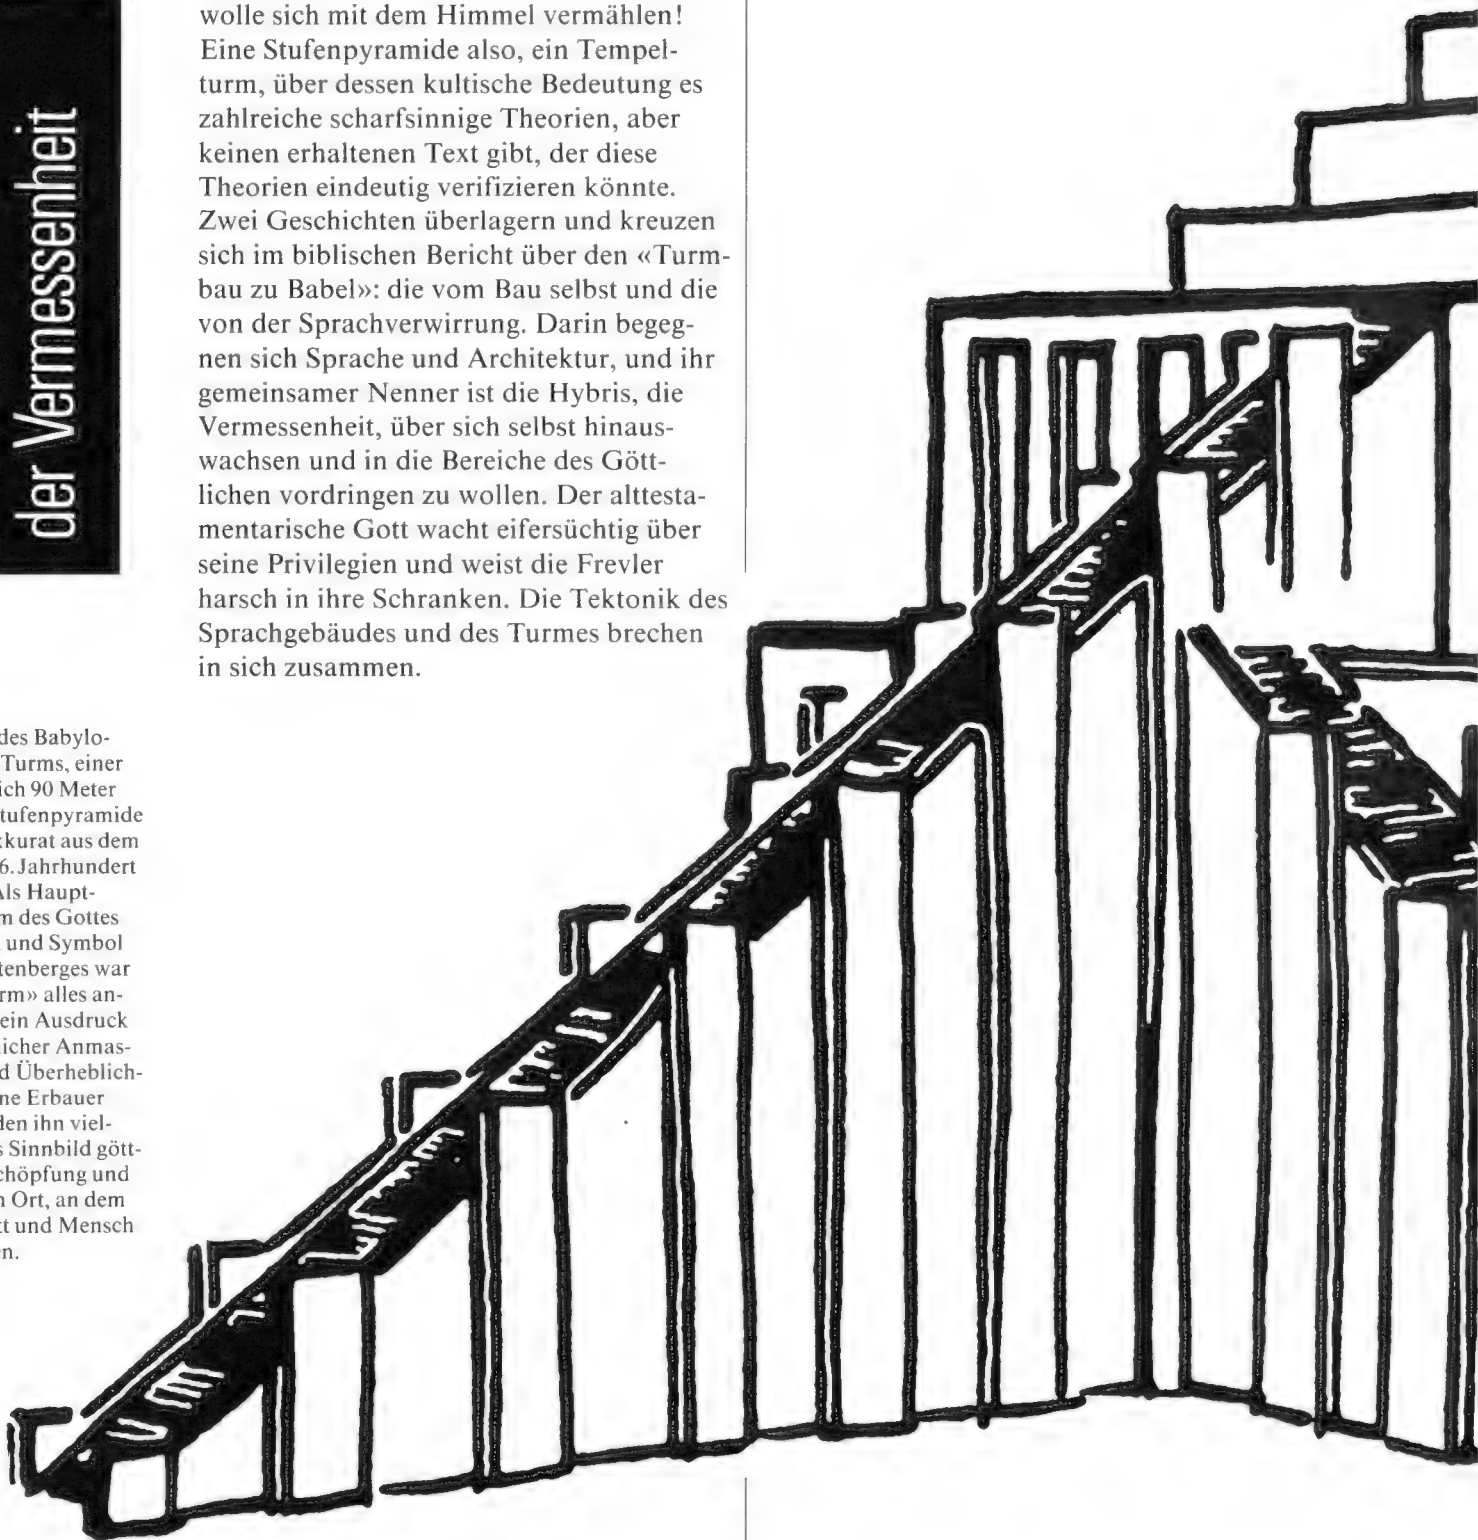 der Vermessenheit
wolle sich mit dem Himmel vermählen!
Eine Stufenpyramide also, ein Tempel-
turm, über dessen kultische Bedeutung es
zahlreiche scharfsinnige Theorien, aber
keinen erhaltenen Text gibt, der diese
Theorien eindeutig verifizieren könnte.
Zwei Geschichten überlagern und kreuzen
sich im biblischen Bericht über den «Turm-
bau zu Babel»: die vom Bau selbst und die
von der Sprachverwirrung. Darin begeg-
nen sich Sprache und Architektur, und ihr
gemeinsamer Nenner ist die Hybris, die
Vermessenheit, über sich selbst hinaus-
wachsen und in die Bereiche des Gött-
lichen vordringen zu wollen. Der alttesta-
mentarische Gott wacht eifersüchtig über
seine Privilegien und weist die Frevler
harsch in ihre Schranken. Die Tektonik des
Sprachgebäudes und des Turmes brechen
in sich zusammen.
des Babylo-
Turms, einer
ich 90 Meter
tufenpyramide
kkurat aus dem
6. Jahrhundert
Als Haupt-
m des Gottes
und Symbol
tenberges war
rm» alles an-
ein Ausdruck
licher Anmas-
d Überheblich-
ne Erbauer
den ihn viel-
s Sinnbild gött-
chöpfung und
n Ort, an dem
tt und Mensch
n.